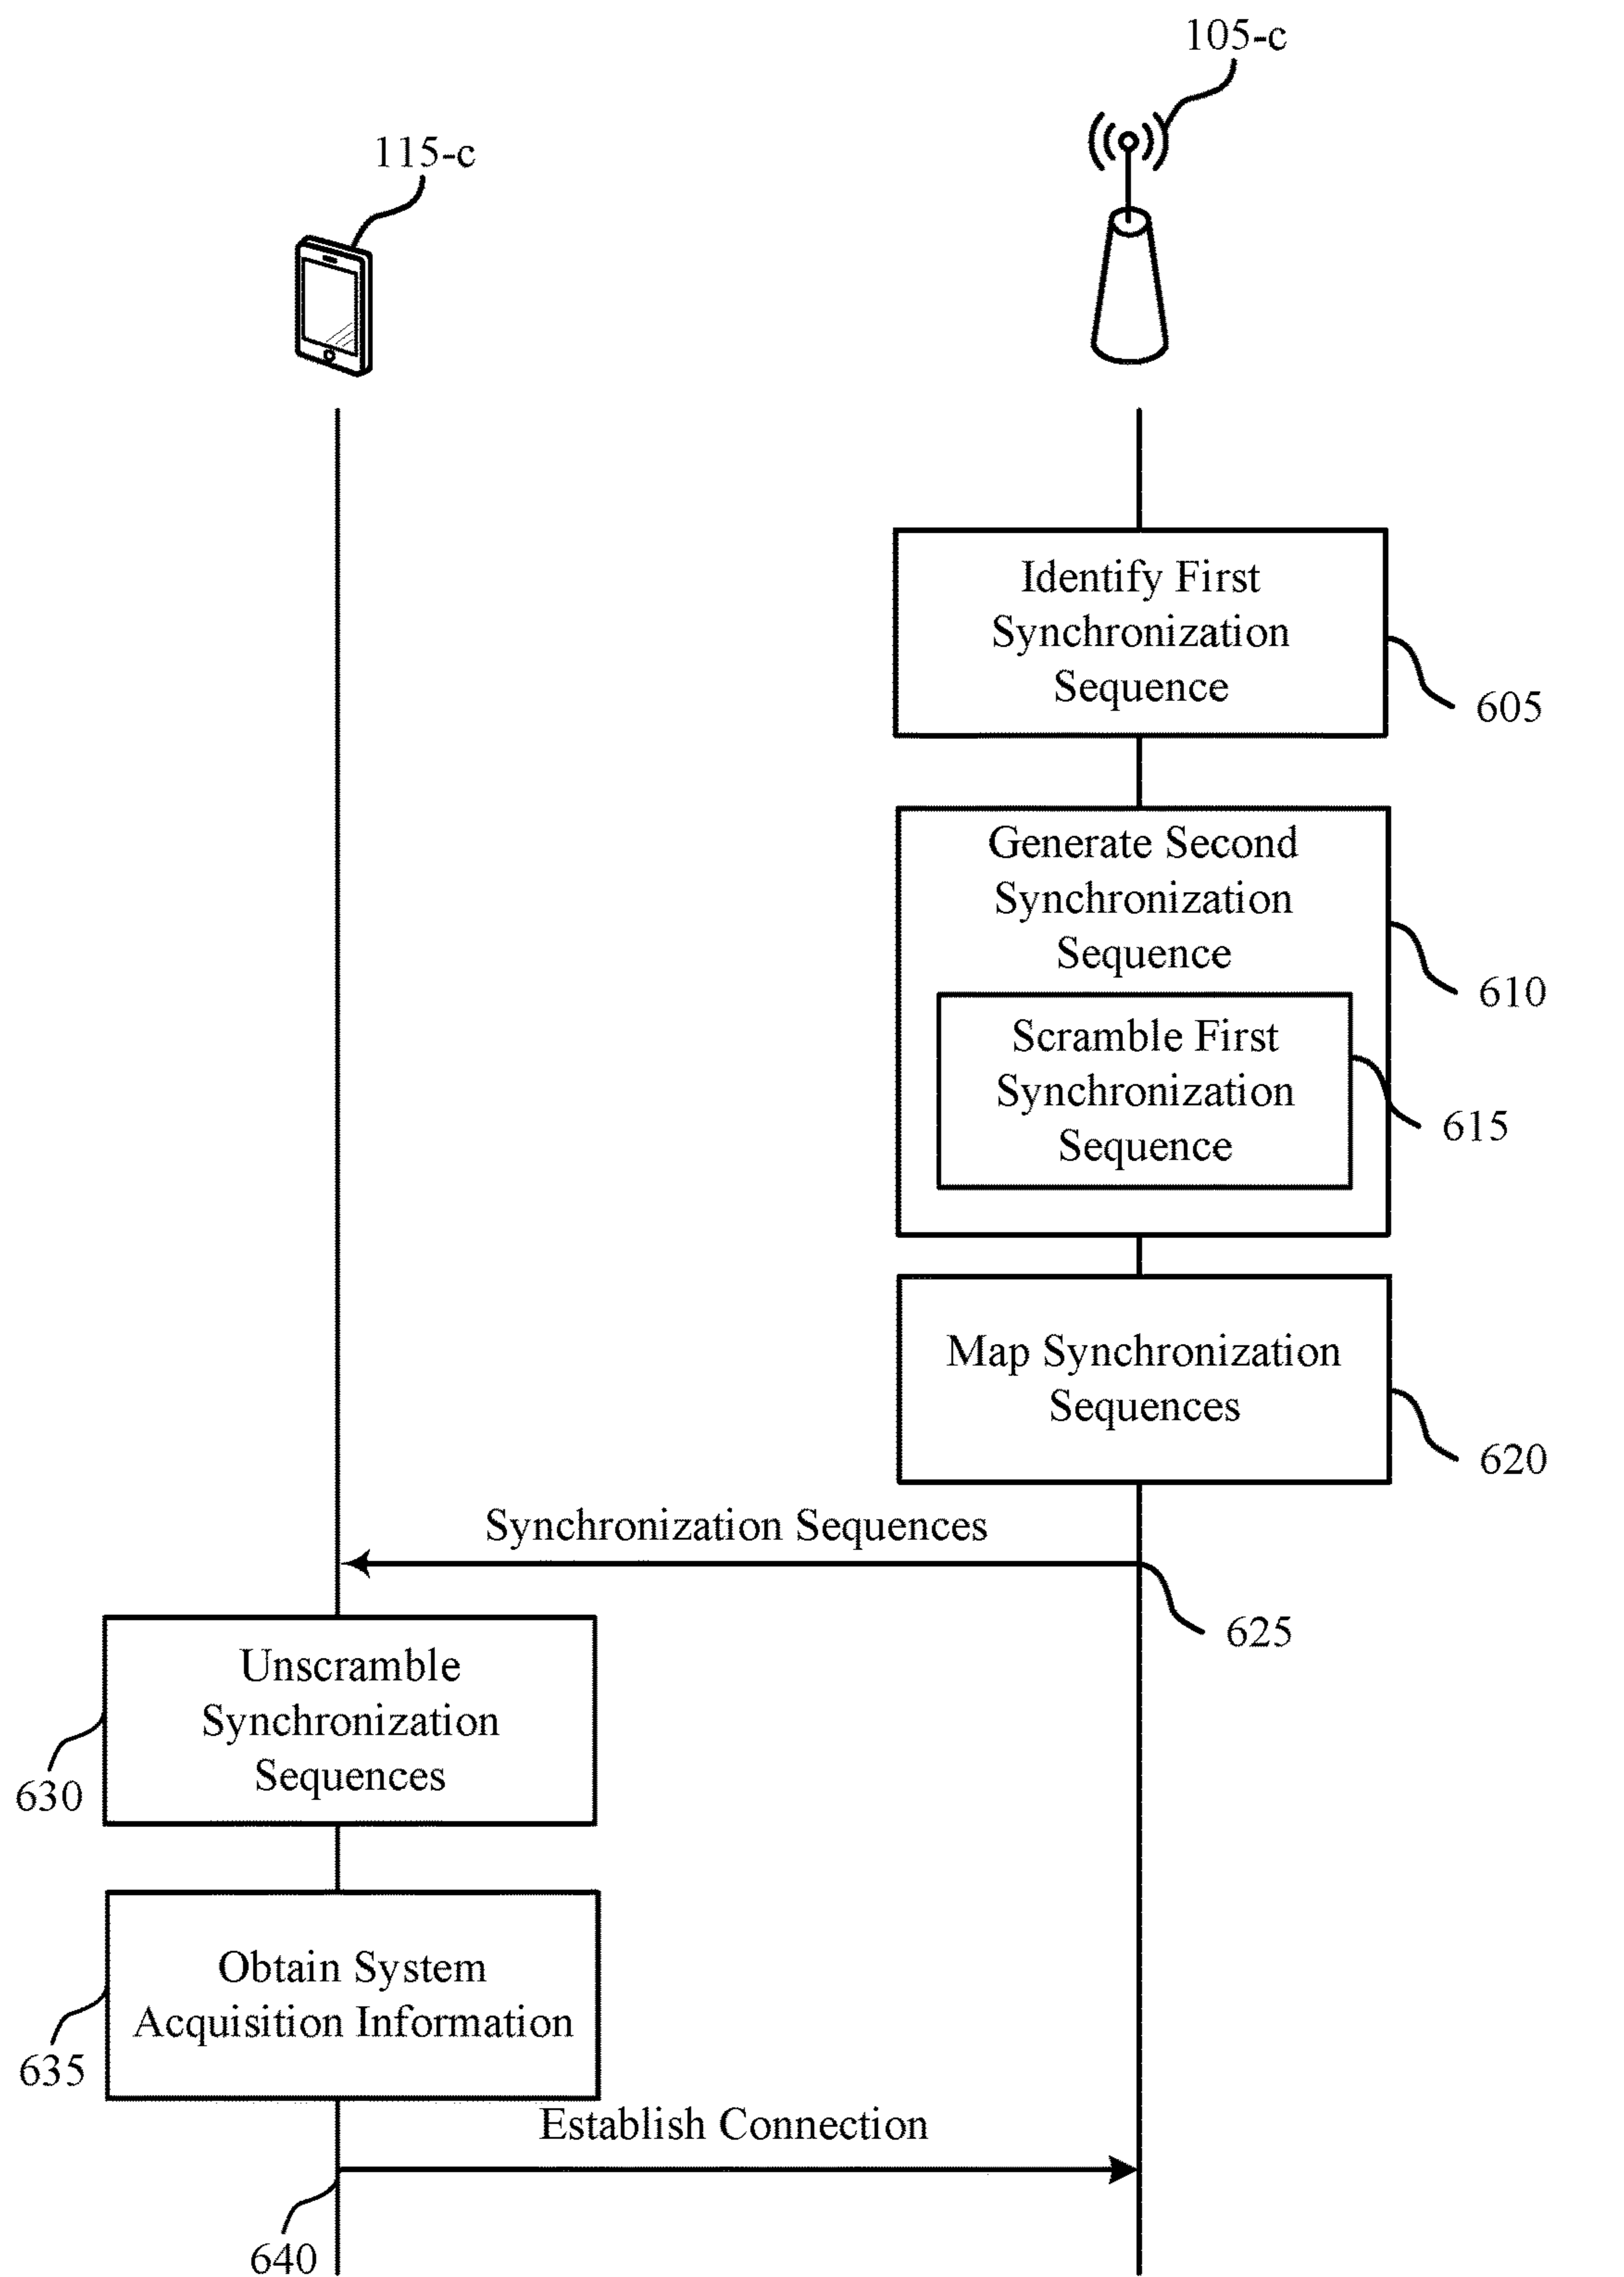 105-c
115-c
Identify First
Synchronization
Sequence
605
Generate Second
Synchronization
Sequence
610
Scramble First
Synchronization
Sequence
615
Map Synchronization
Sequences
620
Synchronization Sequences
625
Unscramble
Synchronization
Sequences
630
Obtain System
Acquisition Information
635
Establish Connection
640